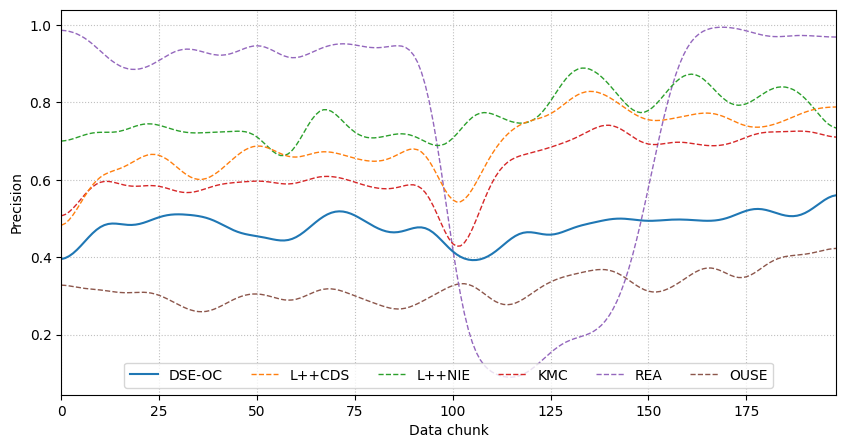 1.0
0.8
0.6
0.4
0.2
Precision
0 25 50 75 100 125 150 175
Data chunk
DSE-OC L++CDS L++NIE KMC REA OUSE